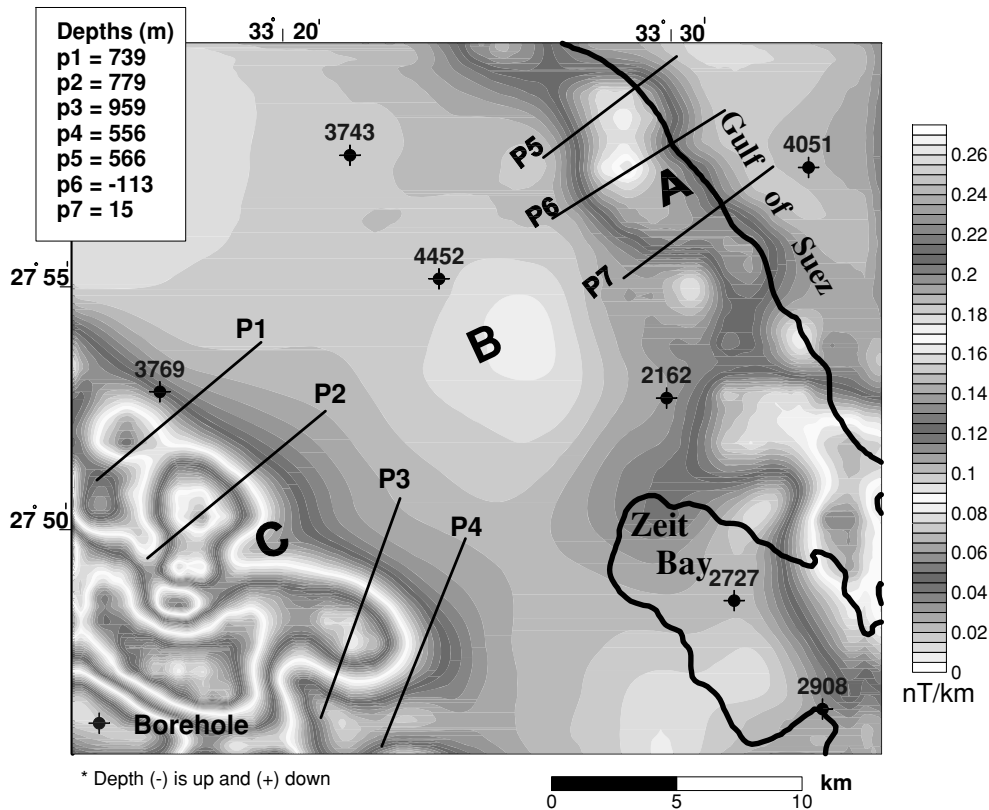 Depths (m)
p1 = 739
p2 = 779
p3 = 959
p4 = 556
p5 = 566
p6 = -113
p7 = 15
33° 20'
33° 30'
27° 55'
27° 50'
3743
4051
4452
3769
2162
2727
2908
P5
P6
P7
P1
P2
P3
P4
A
B
C
Gulf of Suez
Zeit
Bay
Borehole
0.26
0.24
0.22
0.2
0.18
0.16
0.14
0.12
0.1
0.08
0.06
0.04
0.02
0
nT/km
* Depth (-) is up and (+) down
km
0 5 10